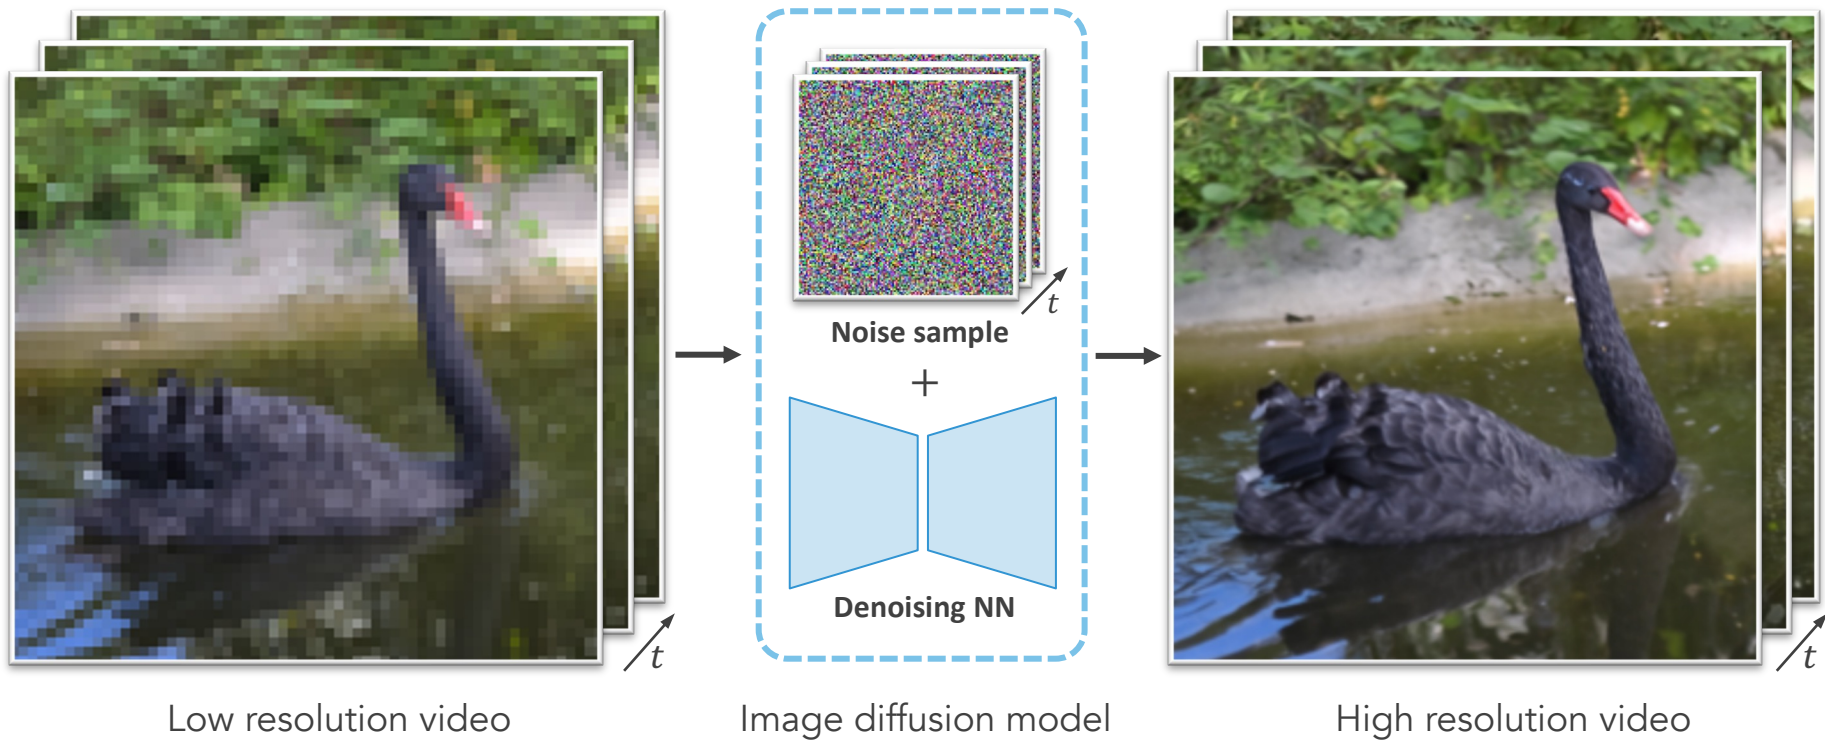 t
Noise sample
+
Denoising NN
t
t
Low resolution video
Image diffusion model
High resolution video